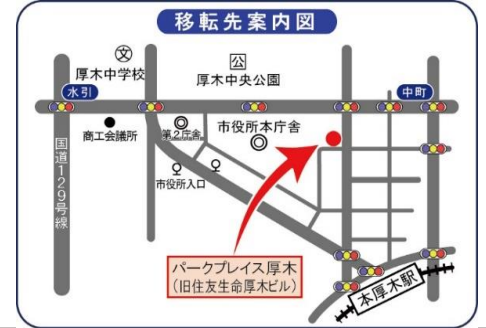 移転先案内図
文
厚木中学校
公
厚木中央公園
水引
中町
商工会議所
第2庁舎
市役所本庁舎
国道129号線
市役所入口
パークプレイス厚木
(旧住友生命厚木ビル)
本厚木駅